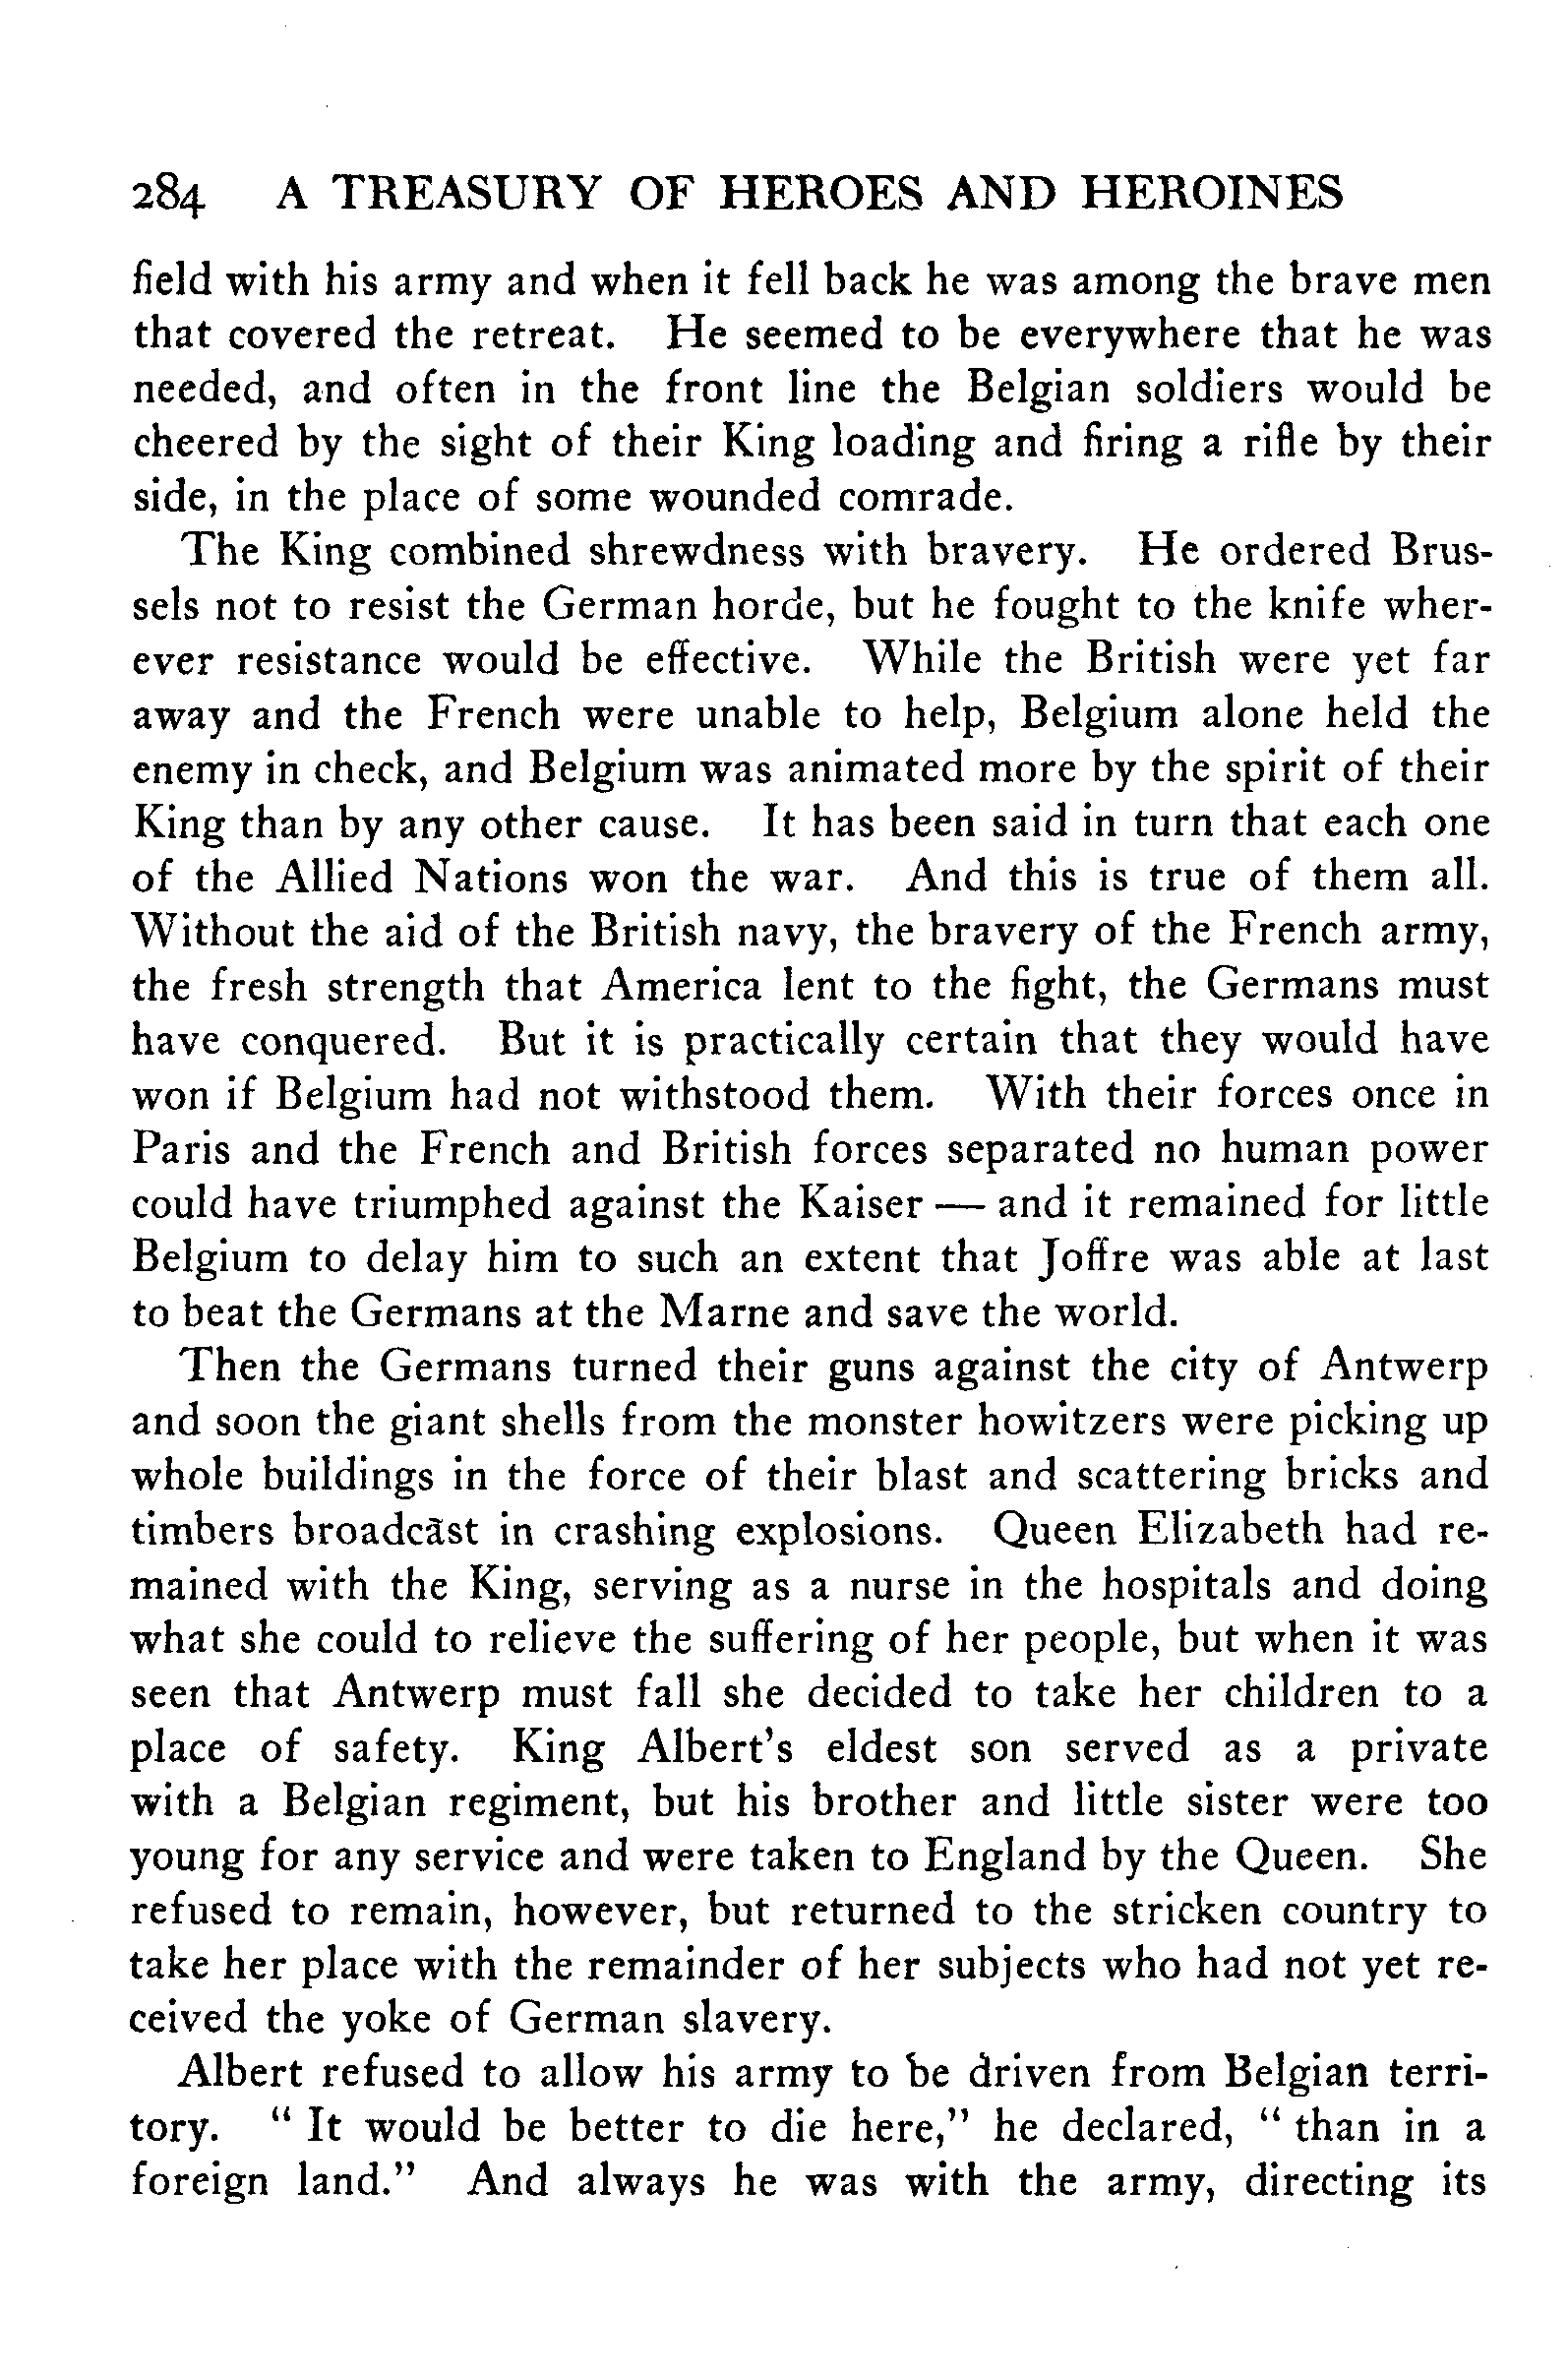 284 A TREASURY OF HEROES AND HEROINES
field with his army and when it fell back he was among the brave men
that covered the retreat. He seemed to be everywhere that he was
needed, and often in the front line the Belgian soldiers would be
cheered by the sight of their King loading and firing a rifle by their
side, in the place of some wounded comrade.
The King combined shrewdness with bravery. He ordered Brus-
sels not to resist the German horde, but he fought to the knife wher-
ever resistance would be effective. While the British were yet far
away and the French were unable to help, Belgium alone held the
enemy in check, and Belgium was animated more by the spirit of their
King than by any other cause. It has been said in turn that each one
of the Allied Nations won the war. And this is true of them all.
Without the aid of the British navy, the bravery of the French army,
the fresh strength that America lent to the fight, the Germans must
have conquered. But it is practically certain that they would have
won if Belgium had not withstood them. With their forces once in
Paris and the French and British forces separated no human power
could have triumphed against the Kaiser — and it remained for little
Belgium to delay him to such an extent that Joffre was able at last
to beat the Germans at the Marne and save the world.
Then the Germans turned their guns against the city of Antwerp
and soon the giant shells from the monster howitzers were picking up
whole buildings in the force of their blast and scattering bricks and
timbers broadcast in crashing explosions. Queen Elizabeth had re-
mained with the King, serving as a nurse in the hospitals and doing
what she could to relieve the suffering of her people, but when it was
seen that Antwerp must fall she decided to take her children to a
place of safety. King Albert's eldest son served as a private
with a Belgian regiment, but his brother and little sister were too
young for any service and were taken to England by the Queen. She
refused to remain, however, but returned to the stricken country to
take her place with the remainder of her subjects who had not yet re-
ceived the yoke of German slavery.
Albert refused to allow his army to be driven from Belgian terri-
tory. " It would be better to die here," he declared, " than in a
foreign land." And always he was with the army, directing its